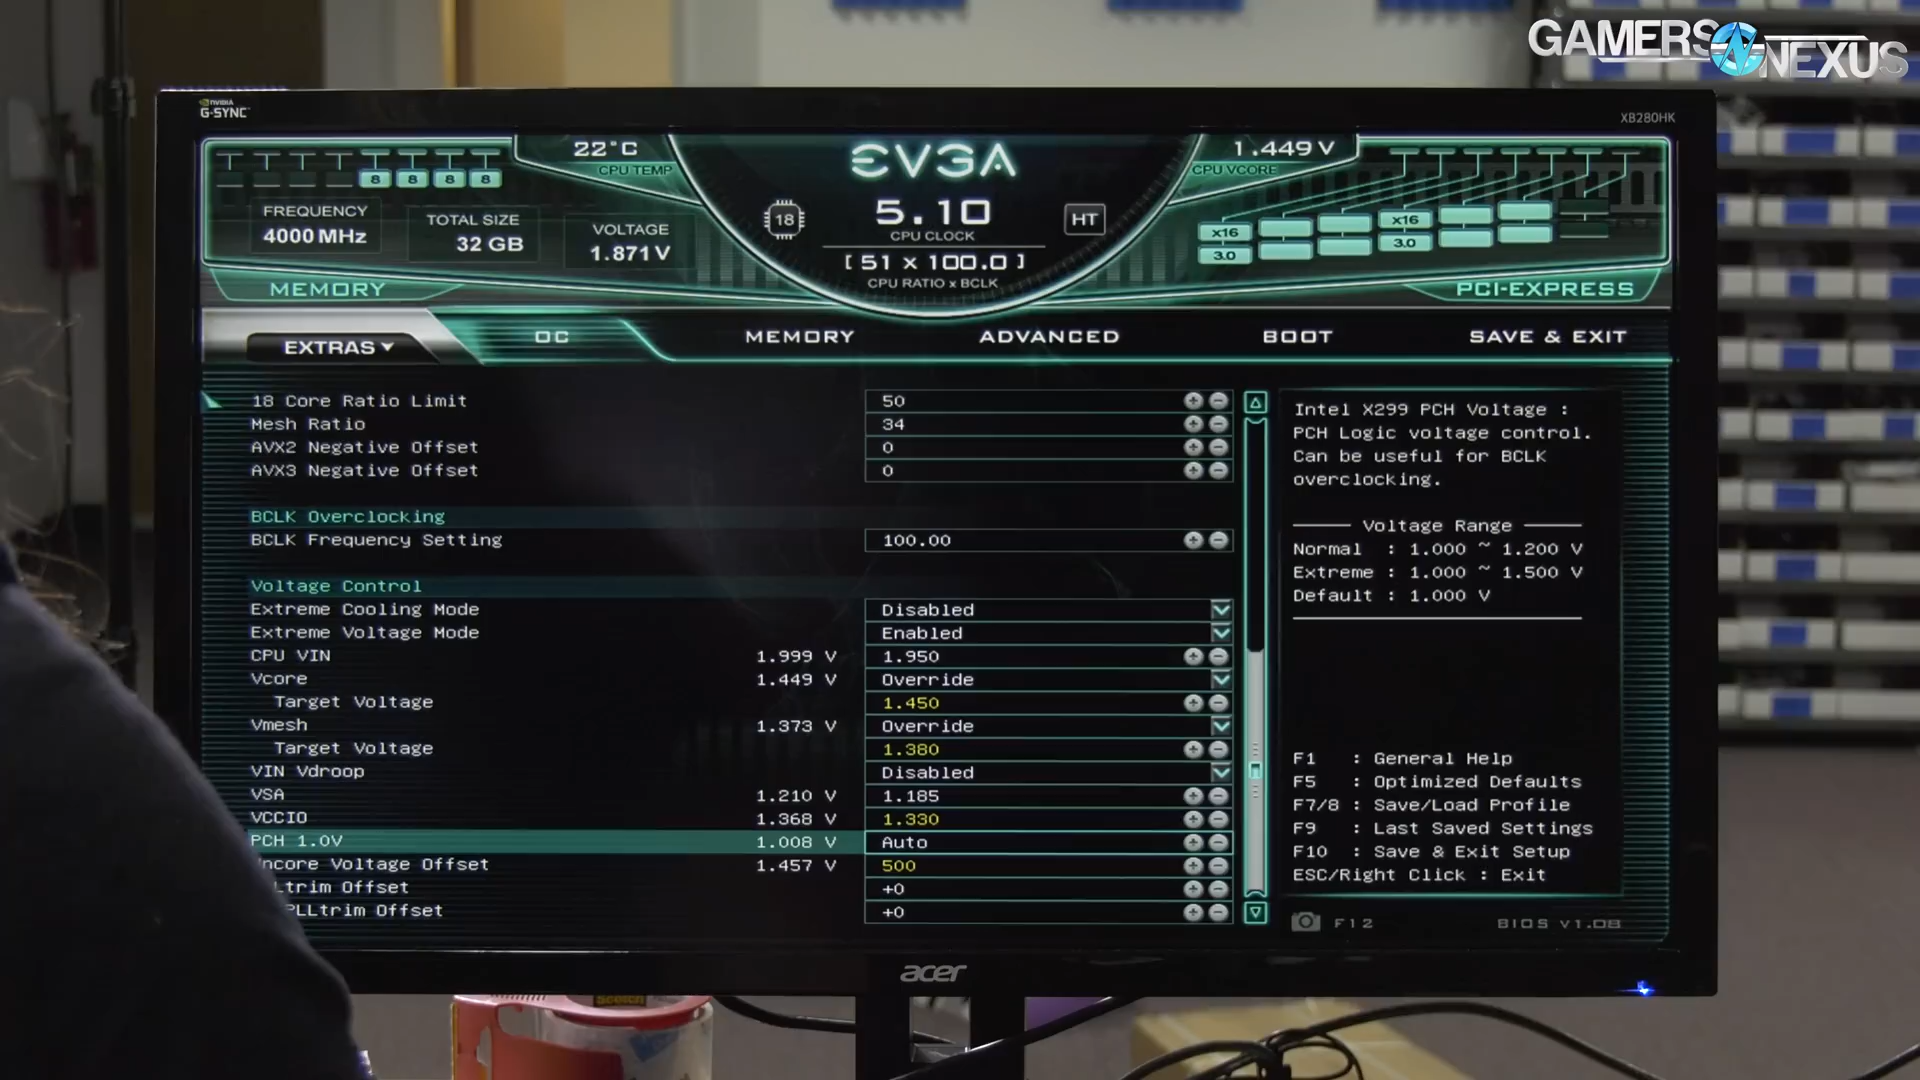 GAMERS NEXUS
NVIDIA
G-SYNC
XB280HK
8 8 8 8
FREQUENCY
4000 MHz
TOTAL SIZE
32 GB
VOLTAGE
1.871 V
MEMORY
22°C
CPU TEMP
EVGA
18
5.10
CPU CLOCK
HT
[ 51 x 100.0 ]
CPU RATIO x BCLK
1.449 V
CPU VCORE
x16
3.0
x16
3.0
PCI-EXPRESS
EXTRAS
OC
MEMORY
ADVANCED
BOOT
SAVE & EXIT
18 Core Ratio Limit 50
Mesh Ratio 34
AVX2 Negative Offset 0
AVX3 Negative Offset 0
BCLK Overclocking
BCLK Frequency Setting 100.00
Voltage Control
Extreme Cooling Mode Disabled
Extreme Voltage Mode Enabled
CPU VIN 1.999 V 1.950
Vcore 1.449 V Override
Target Voltage 1.450
Vmesh 1.373 V Override
Target Voltage 1.380
VIN Vdroop Disabled
VSA 1.210 V 1.185
VCCIO 1.368 V 1.330
PCH 1.0V 1.008 V Auto
ncore Voltage Offset 1.457 V 500
Ltrim Offset +0
PLLtrim Offset +0
Intel X299 PCH Voltage :
PCH Logic voltage control.
Can be useful for BCLK
overclocking.
Voltage Range
Normal : 1.000 ~ 1.200 V
Extreme : 1.000 ~ 1.500 V
Default : 1.000 V
F1 : General Help
F5 : Optimized Defaults
F7/8 : Save/Load Profile
F9 : Last Saved Settings
F10 : Save & Exit Setup
ESC/Right Click : Exit
F12
BIOS v1.08
acer
Scotch